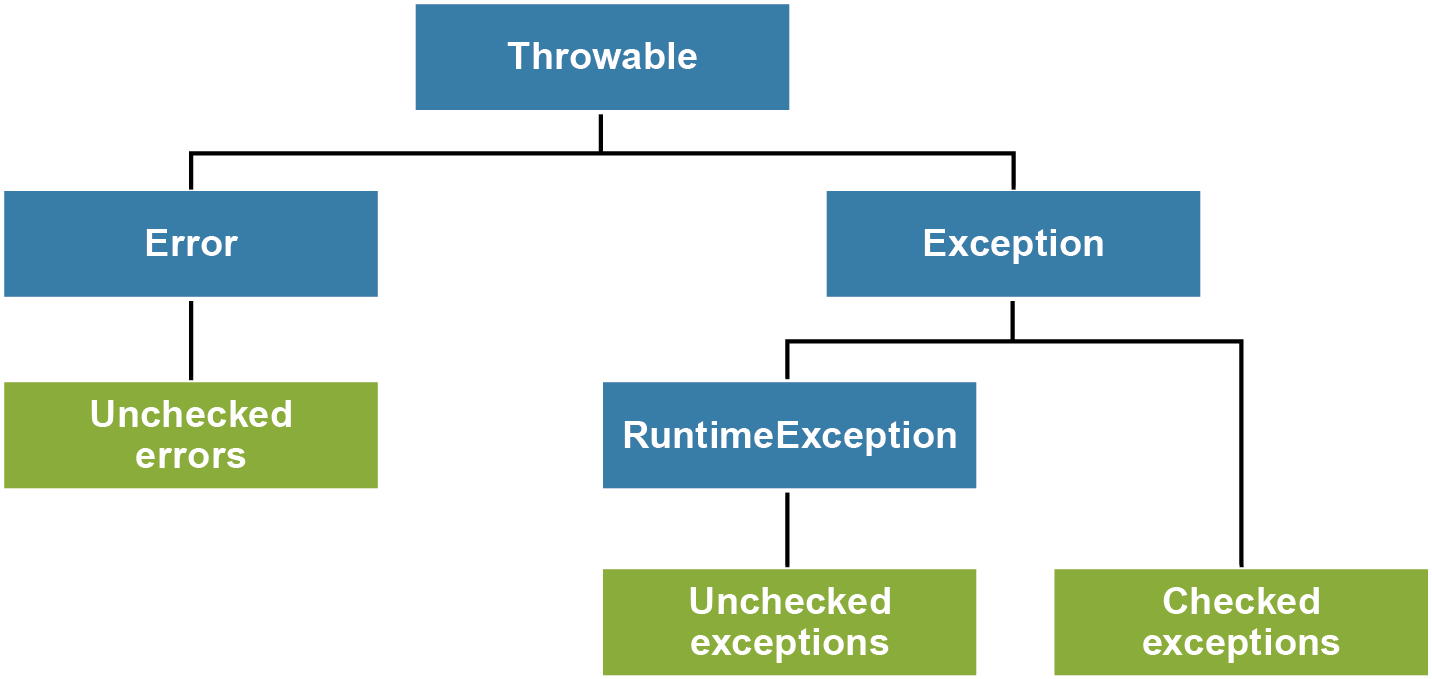 Throwable
Error
Exception
Unchecked
errors
RuntimeException
Unchecked
exceptions
Checked
exceptions